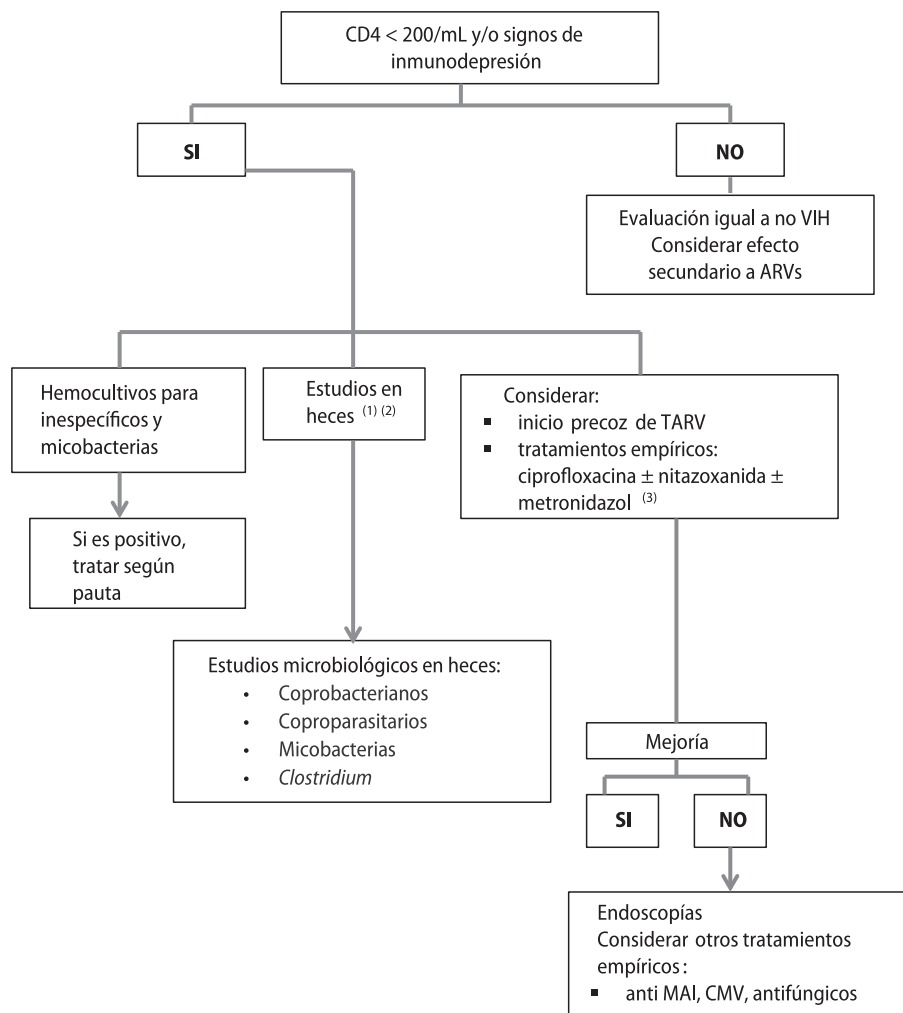 CD4 < 200/mL y/o signos de
inmunodepresión
SI
NO
Evaluación igual a no VIH
Considerar efecto
secundario a ARVs
Hemocultivos para
inespecíficos y
micobacterias
Estudios en
heces (1) (2)
Considerar:
▪ inicio precoz de TARV
▪ tratamientos empíricos:
ciprofloxacina ± nitazoxanida ±
metronidazol (3)
Si es positivo,
tratar según
pauta
Estudios microbiológicos en heces:
• Coprobacterianos
• Coproparasitarios
• Micobacterias
• Clostridium
Mejoría
SI
NO
Endoscopías
Considerar otros tratamientos
empíricos:
▪ anti MAI, CMV, antifúngicos